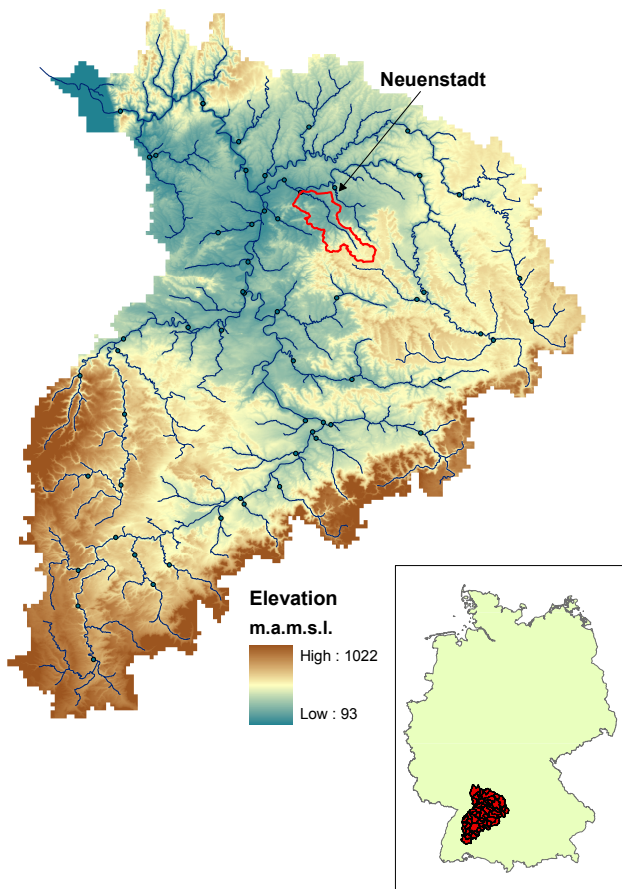 Neuenstadt
Elevation
m.a.m.s.l.
High : 1022
Low : 93